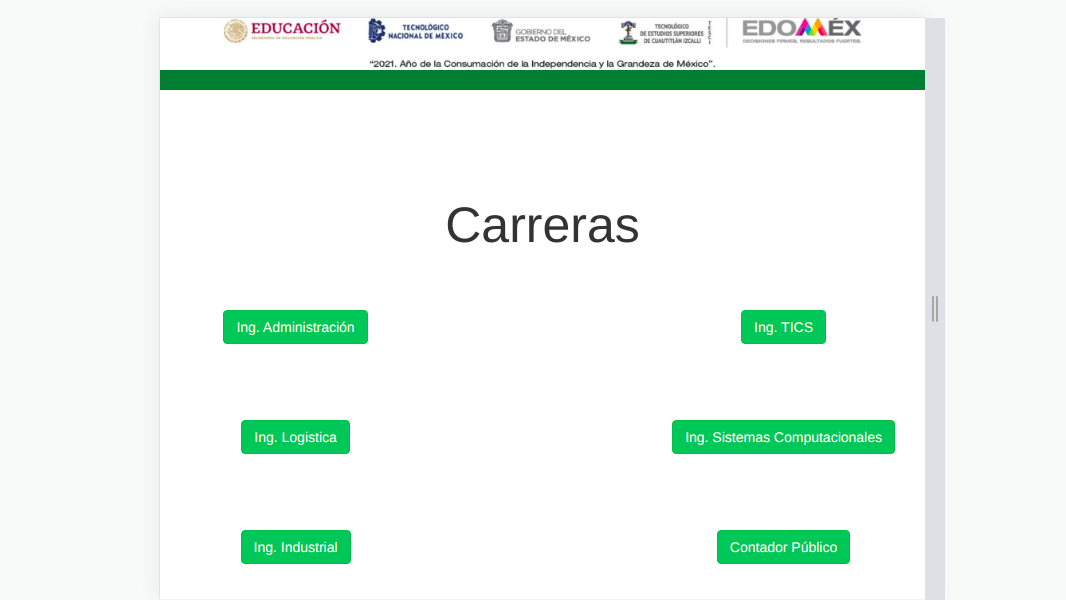 EDUCACIÓN
SECRETARÍA DE EDUCACIÓN PÚBLICA
TECNOLÓGICO
NACIONAL DE MÉXICO
GOBIERNO DEL
ESTADO DE MÉXICO
TECNOLÓGICO
DE ESTUDIOS SUPERIORES
DE CUAUTITLÁN IZCALLI
TESCI
EDOMÉX
DECISIONES FIRMES, RESULTADOS FUERTES.
“2021. Año de la Consumación de la Independencia y la Grandeza de México”.
Carreras
Ing. Administración
Ing. TICS
Ing. Logistica
Ing. Sistemas Computacionales
Ing. Industrial
Contador Público